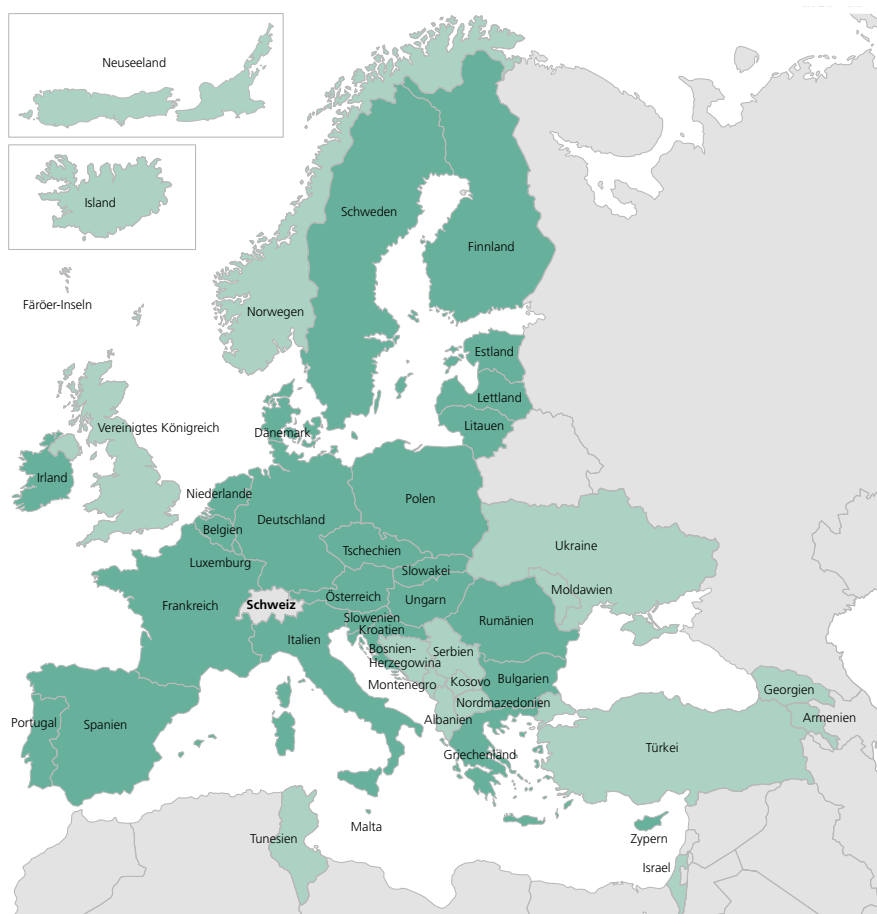 Neuseeland
Island
Schweden
Finnland
Färöer-Inseln
Norwegen
Estland
Lettland
Vereinigtes Königreich
Litauen
Dänemark
Irland
Niederlande
Polen
Deutschland
Belgien
Ukraine
Tschechien
Luxemburg
Slowakei
Moldawien
Österreich
Ungarn
Frankreich
Schweiz
Slowenien
Rumänien
Kroatien
Italien
Bosnien-
Herzegowina
Serbien
Bulgarien
Kosovo
Montenegro
Georgien
Nordmazedonien
Armenien
Portugal
Spanien
Albanien
Türkei
Griechenland
Malta
Tunesien
Zypern
Israel